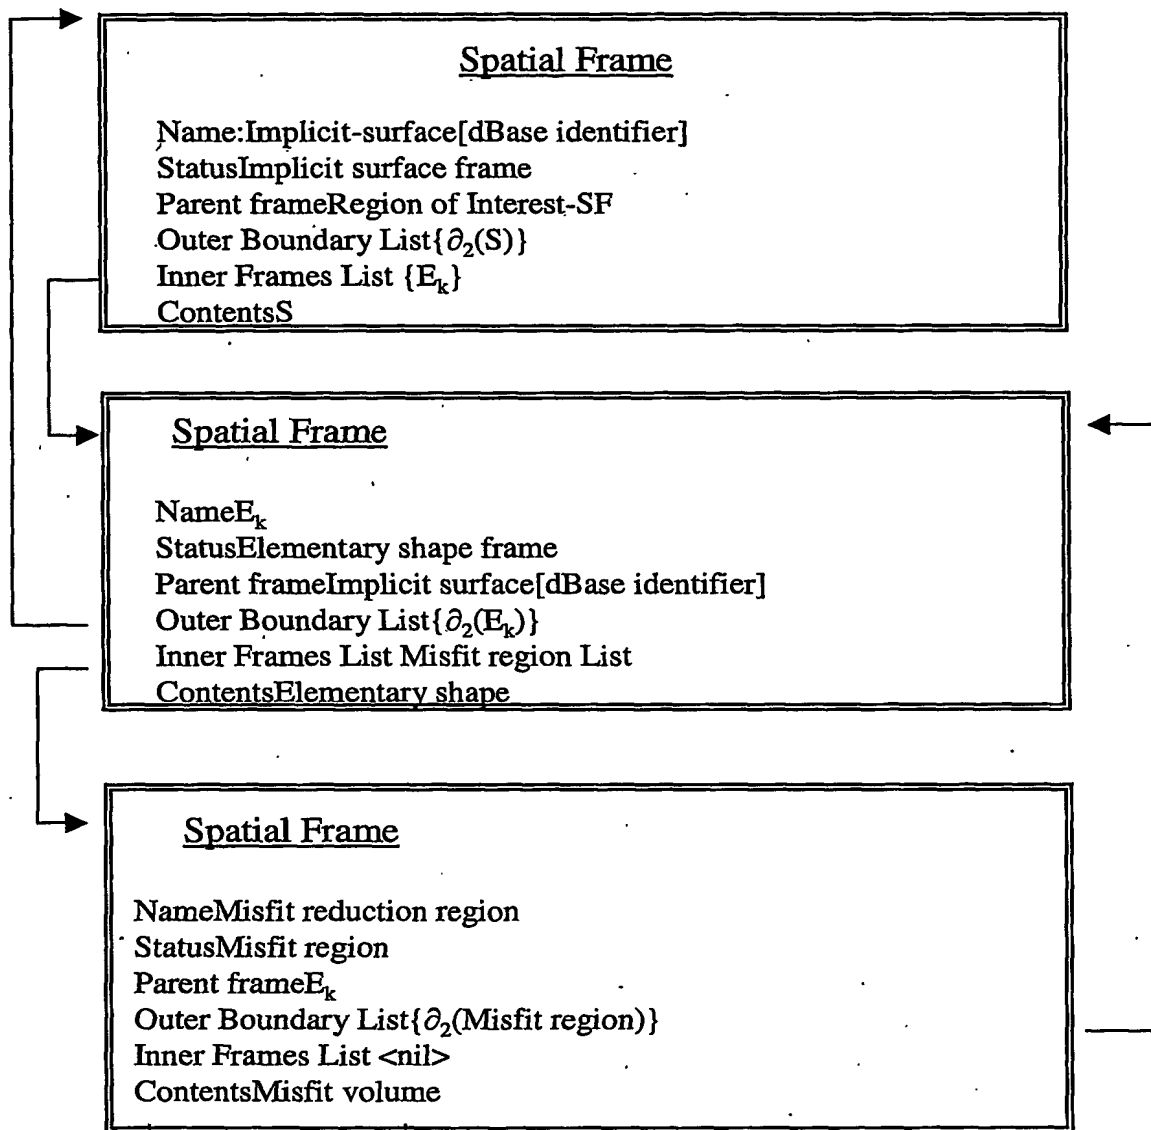 Spatial Frame
Name:Implicit-surface[dBase identifier]
StatusImplicit surface frame
Parent frameRegion of Interest-SF
Outer Boundary List{∂₂(S)}
Inner Frames List {Eₖ}
ContentsS
Spatial Frame
NameEₖ
StatusElementary shape frame
Parent frameImplicit surface[dBase identifier]
Outer Boundary List{∂₂(Eₖ)}
Inner Frames List Misfit region List
ContentsElementary shape
Spatial Frame
NameMisfit reduction region
StatusMisfit region
Parent frameEₖ
Outer Boundary List{∂₂(Misfit region)}
Inner Frames List <nil>
ContentsMisfit volume